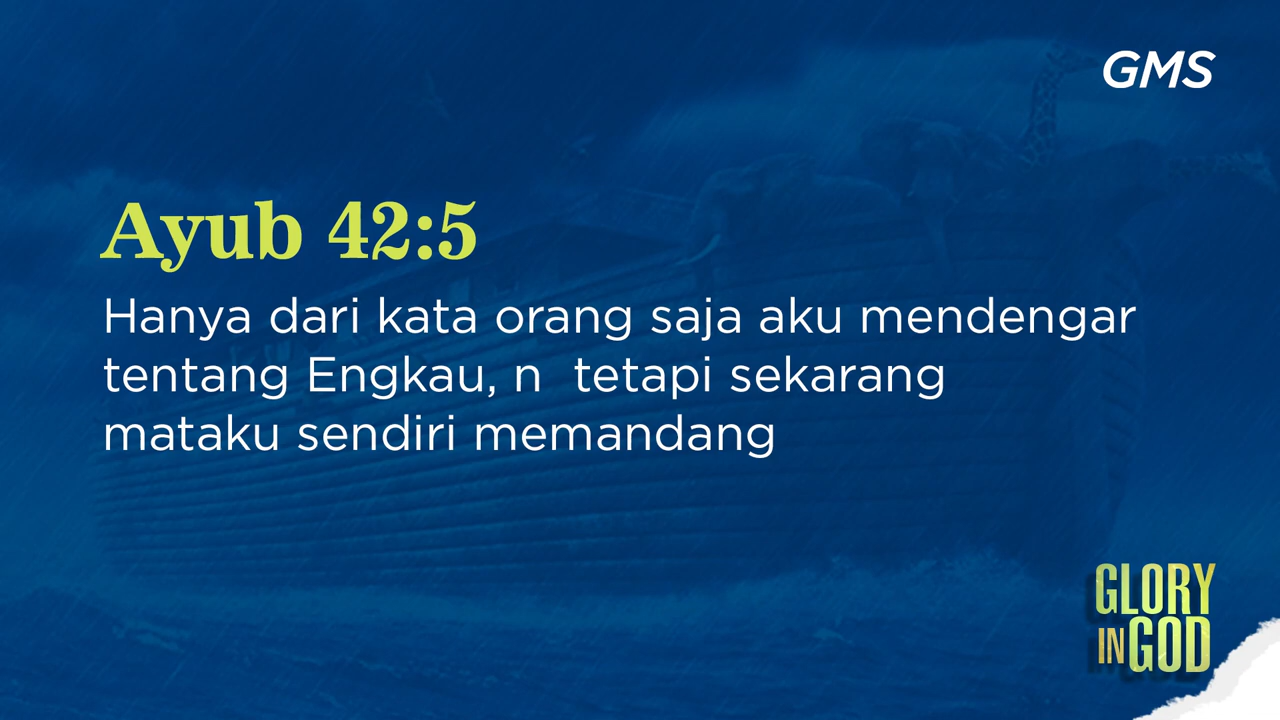 GMS
Ayub 42:5
Hanya dari kata orang saja aku mendengar
tentang Engkau, n  tetapi sekarang
mataku sendiri memandang
GLORY
IN GOD